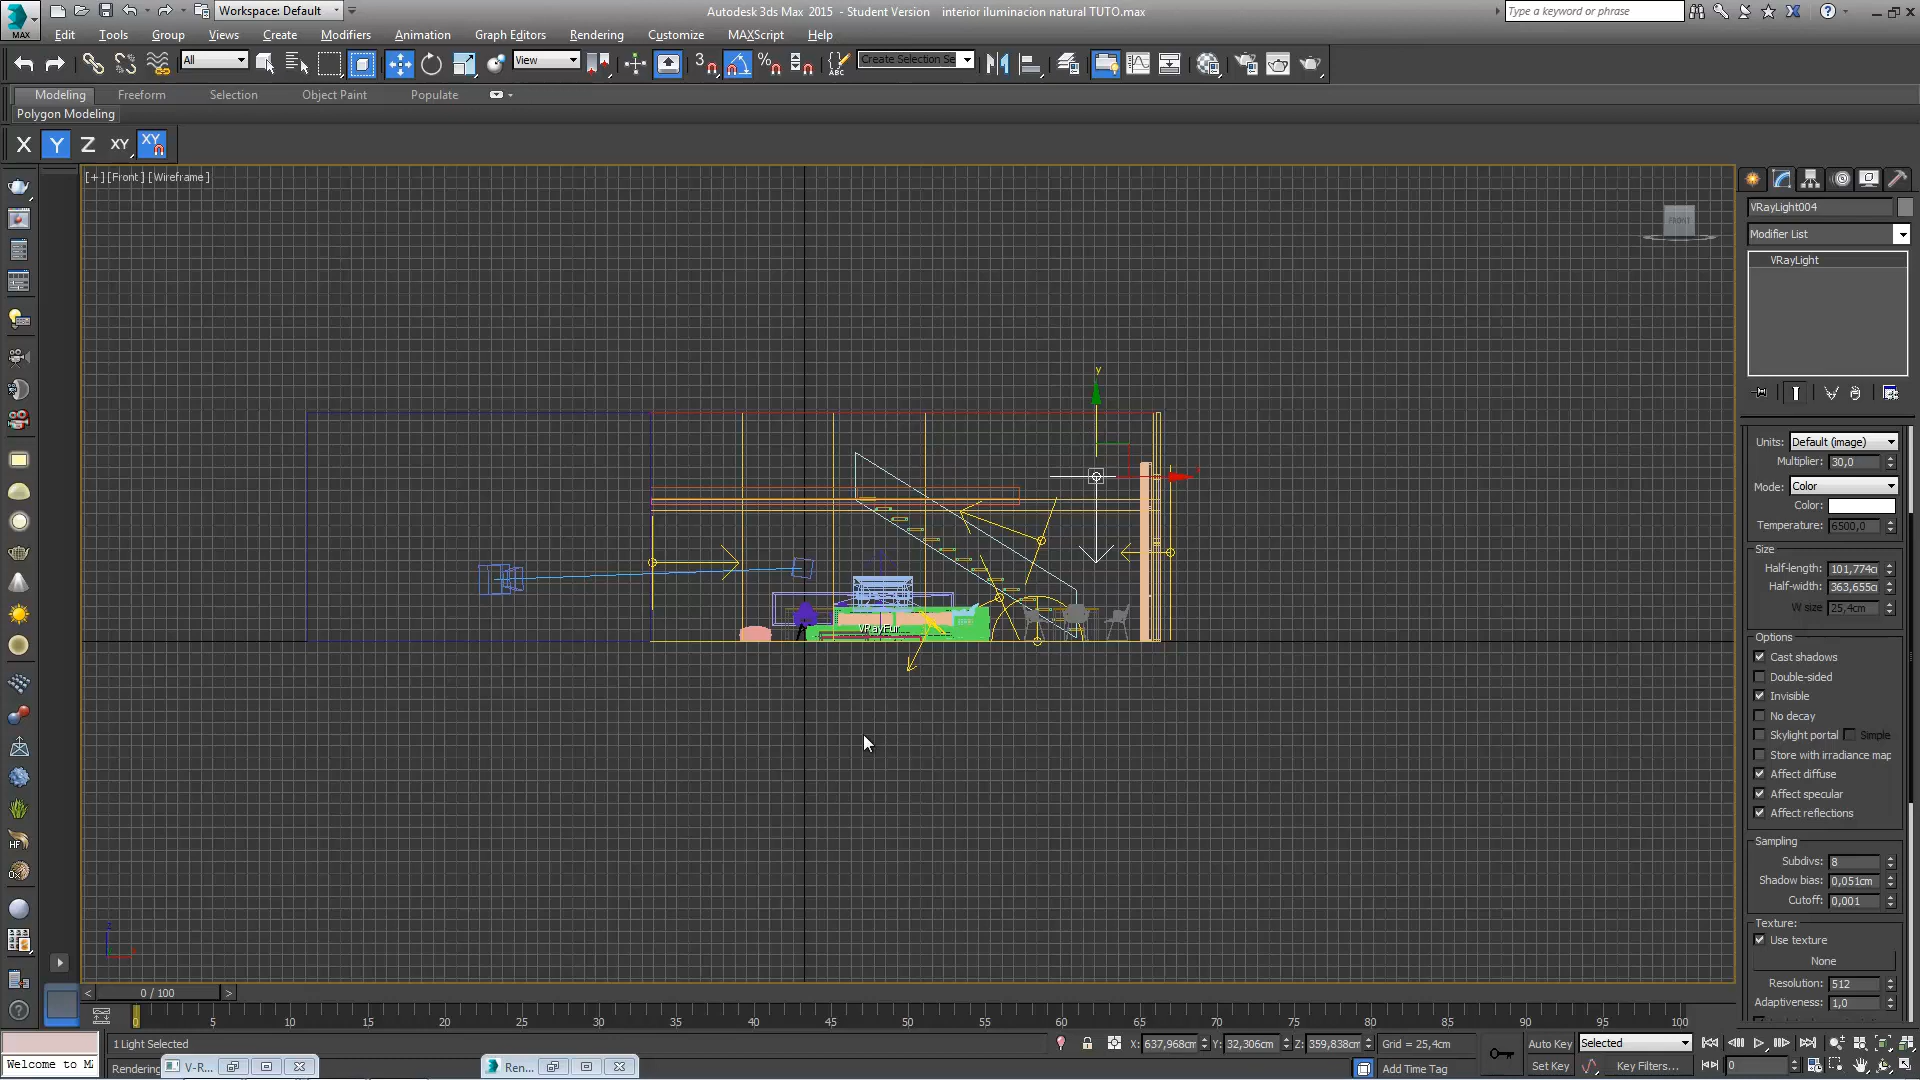 Workspace: Default
Autodesk 3ds Max 2015 - Student Version interior iluminacion natural TUTO.max
Type a keyword or phrase
MAX
Edit Tools Group Views Create Modifiers Animation Graph Editors Rendering Customize MAXScript Help
All
View
3
ABC
Create Selection Se
Modeling Freeform Selection Object Paint Populate
Polygon Modeling
X Y Z XY XY
[+] [Front] [Wireframe]
FRONT
y
VRayFur
VRayLight004
Modifier List
VRayLight
Units: Default (image)
Multiplier: 30,0
Mode: Color
Color:
Temperature: 6500,0
Size
Half-length: 101,774c
Half-width: 363,655c
W size 25,4cm
Options
Cast shadows
Double-sided
Invisible
No decay
Skylight portal Simple
Store with irradiance map
Affect diffuse
Affect specular
Affect reflections
Sampling
Subdivs: 8
Shadow bias: 0,051cm
Cutoff: 0,001
Texture:
Use texture
None
Resolution: 512
Adaptiveness: 1,0
HF
< 0 / 100 >
0 5 10 15 20 25 30 35 40 45 50 55 60 65 70 75 80 85 90 95 100
1 Light Selected
X: 637,968cm Y: 32,306cm Z: 359,838cm Grid = 25,4cm
Auto Key Selected
Welcome to M
Rendering
V-R...
Ren...
Add Time Tag
Set Key Key Filters...
0